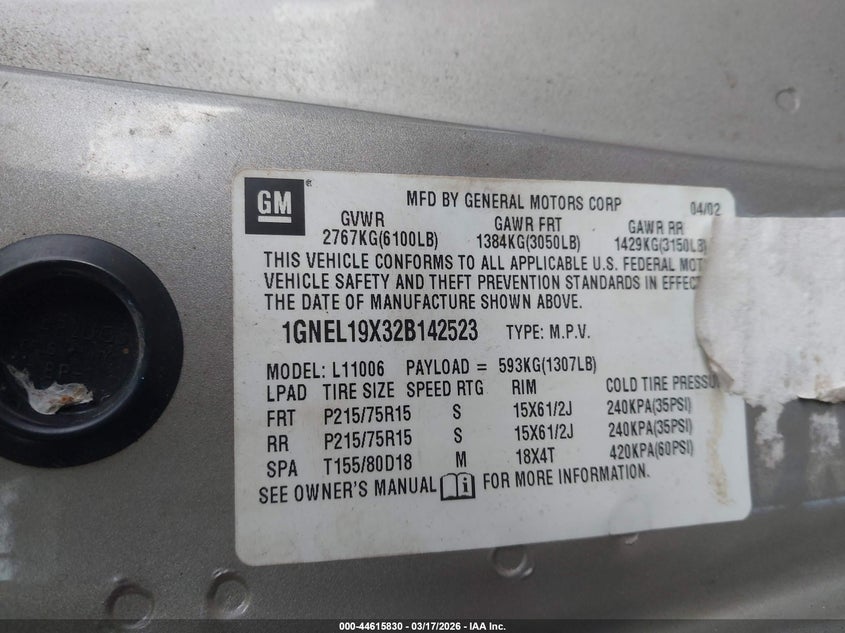 GM ®
MFD BY GENERAL MOTORS CORP 04/02
GVWR GAWR FRT GAWR RR
2767KG(6100LB) 1384KG(3050LB) 1429KG(3150LB)
THIS VEHICLE CONFORMS TO ALL APPLICABLE U.S. FEDERAL MOT
VEHICLE SAFETY AND THEFT PREVENTION STANDARDS IN EFFECT
THE DATE OF MANUFACTURE SHOWN ABOVE.
1GNEL19X32B142523 TYPE: M.P.V.
MODEL: L11006 PAYLOAD = 593KG(1307LB)
LPAD TIRE SIZE SPEED RTG RIM COLD TIRE PRESSU
FRT P215/75R15 S 15X61/2J 240KPA(35PSI)
RR P215/75R15 S 15X61/2J 240KPA(35PSI)
SPA T155/80D18 M 18X4T 420KPA(60PSI)
SEE OWNER'S MANUAL i FOR MORE INFORMATION.
000-44615830 - 03/17/2026 - IAA Inc.